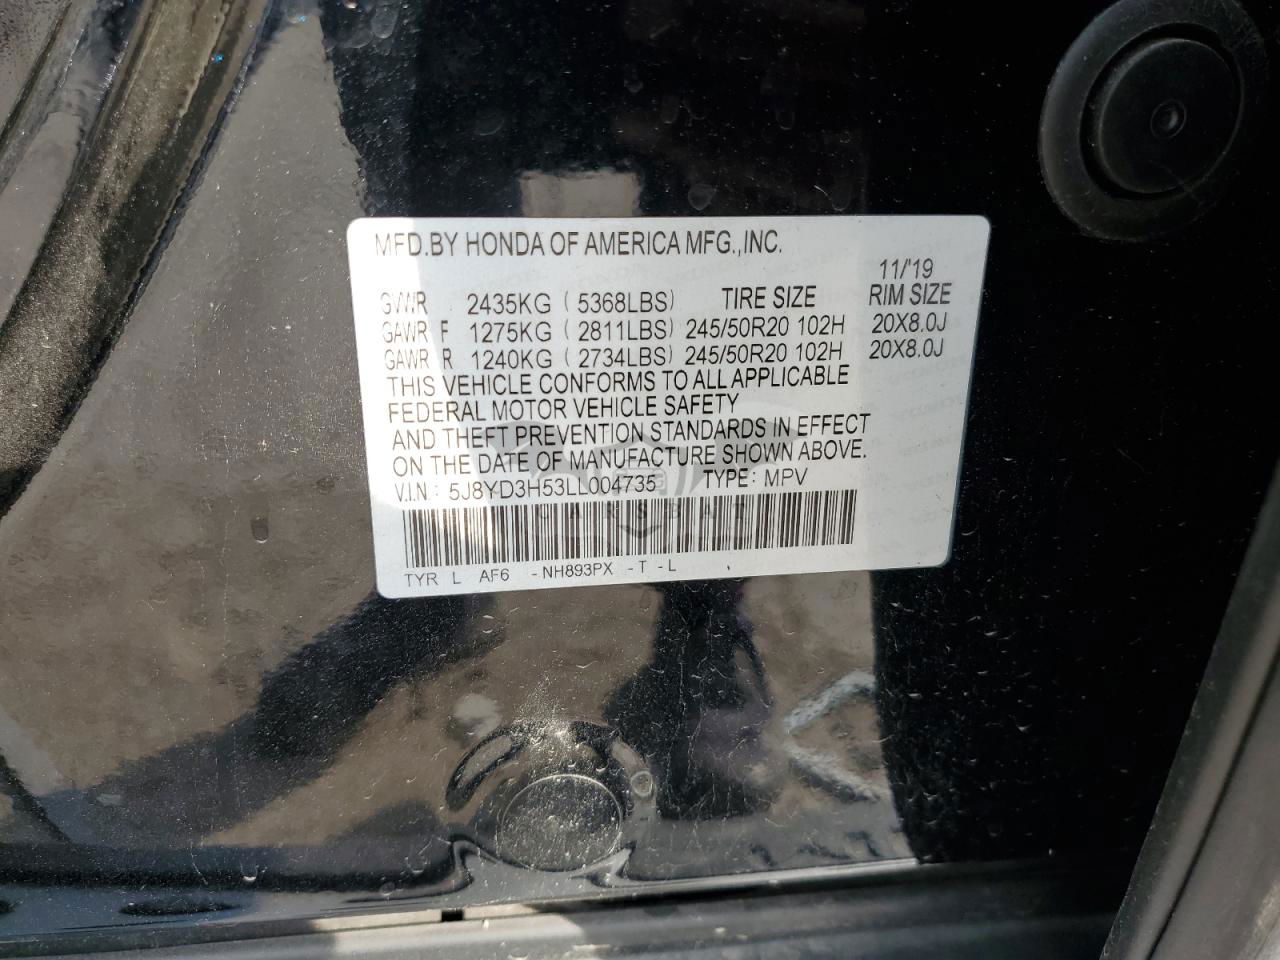 MFD.BY HONDA OF AMERICA MFG.,INC.
11/'19
GVWR 2435KG (5368LBS) TIRE SIZE RIM SIZE
GAWR F 1275KG (2811LBS) 245/50R20 102H 20X8.0J
GAWR R 1240KG (2734LBS) 245/50R20 102H 20X8.0J
THIS VEHICLE CONFORMS TO ALL APPLICABLE
FEDERAL MOTOR VEHICLE SAFETY
AND THEFT PREVENTION STANDARDS IN EFFECT
ON THE DATE OF MANUFACTURE SHOWN ABOVE.
V.I.N: 5J8YD3H53LL004735 TYPE: MPV
CARSBAT
TYR L AF6 -NH893PX -T -L